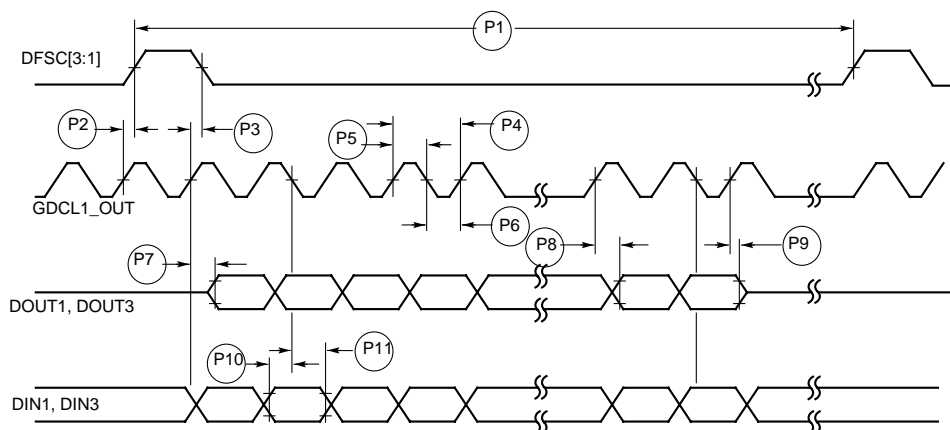 P1
DFSC[3:1]
P2
P3
P5
P4
GDCL1_OUT
P6
P8
P9
P7
DOUT1, DOUT3
P10
P11
DIN1, DIN3